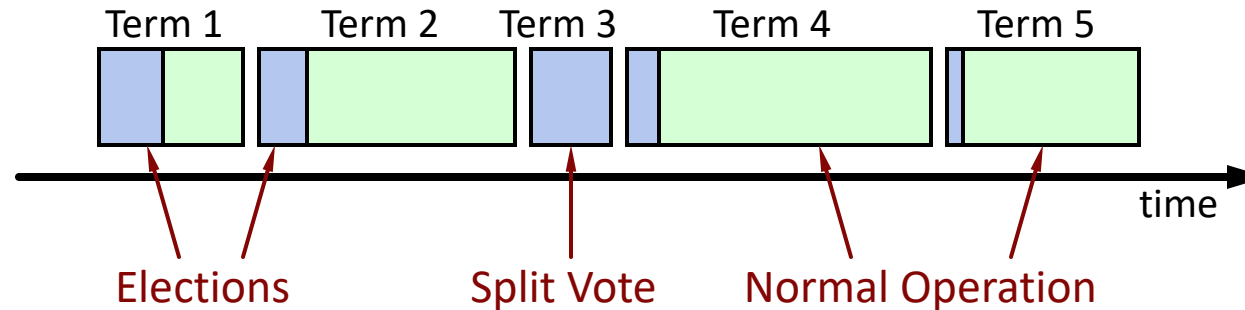 Term 1 Term 2 Term 3 Term 4 Term 5
time
Elections Split Vote Normal Operation